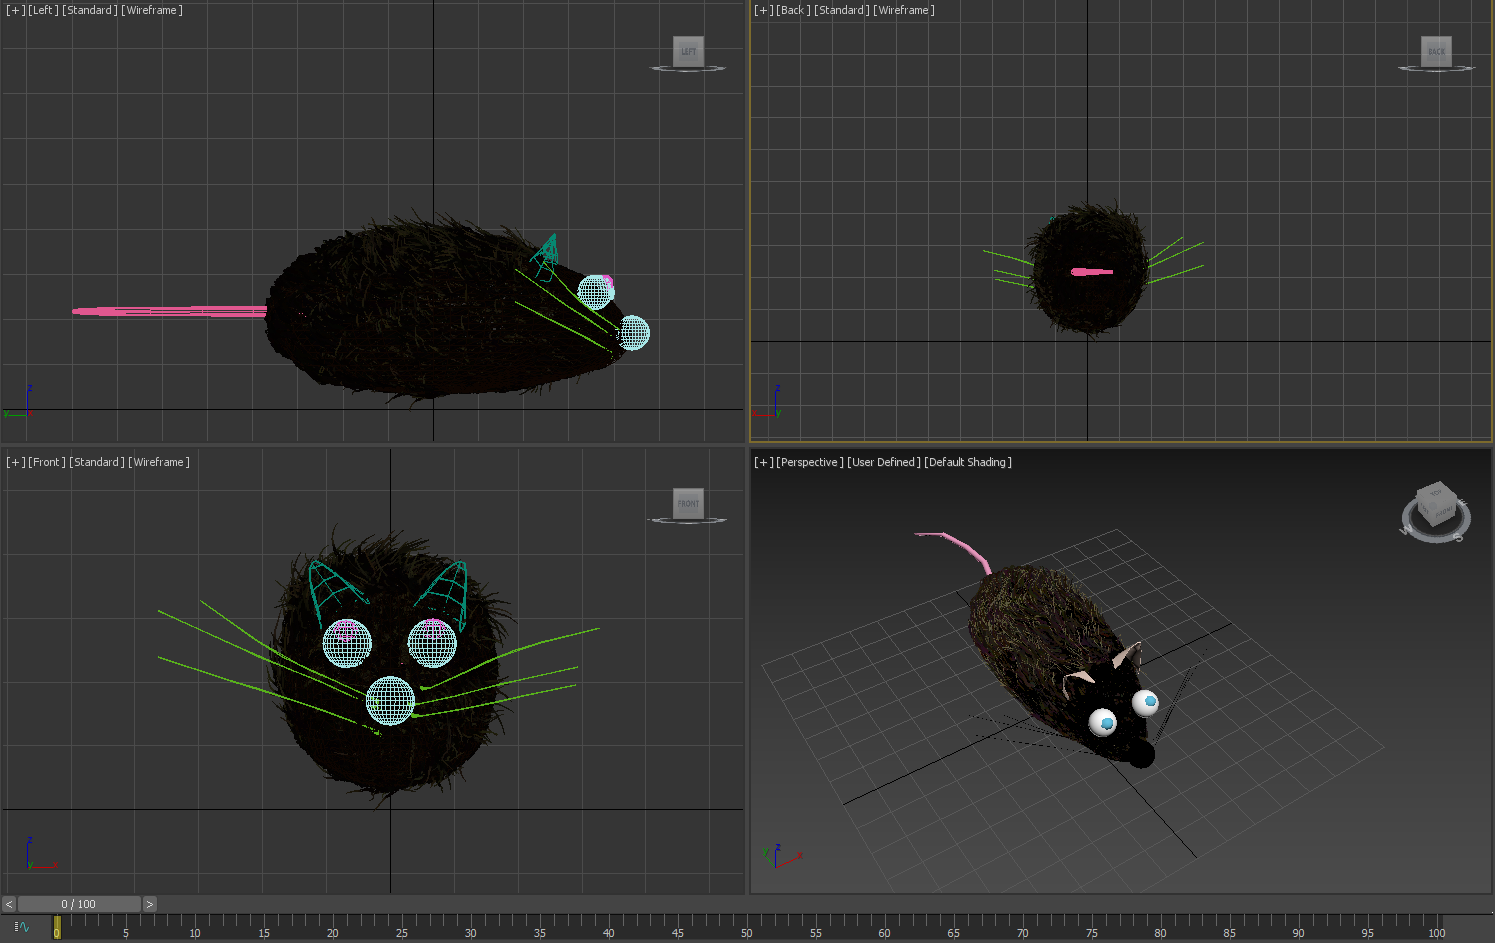 [+] [Left] [Standard] [Wireframe]
LEFT
z
y
x
[+] [Back] [Standard] [Wireframe]
BACK
z
x
y
[+] [Front] [Standard] [Wireframe]
FRONT
z
y
x
[+] [Perspective] [User Defined] [Default Shading]
TOP
FRONT
W
S
E
y
z
x
< 0 / 100 >
0 5 10 15 20 25 30 35 40 45 50 55 60 65 70 75 80 85 90 95 100